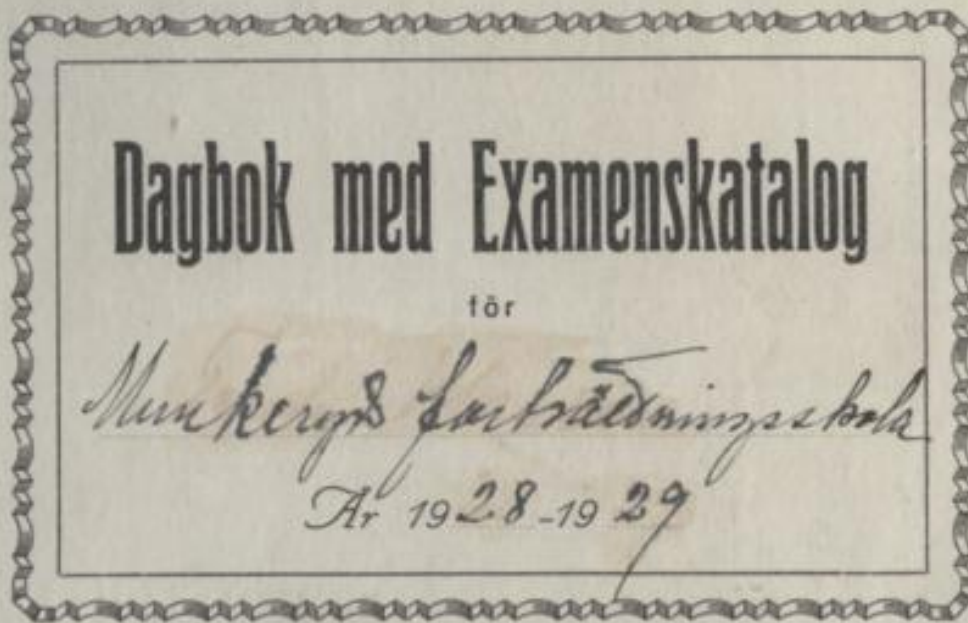 Dagbok med Examenskatalog
för
Munkeryds fortsättningsskola
År 1928-1929